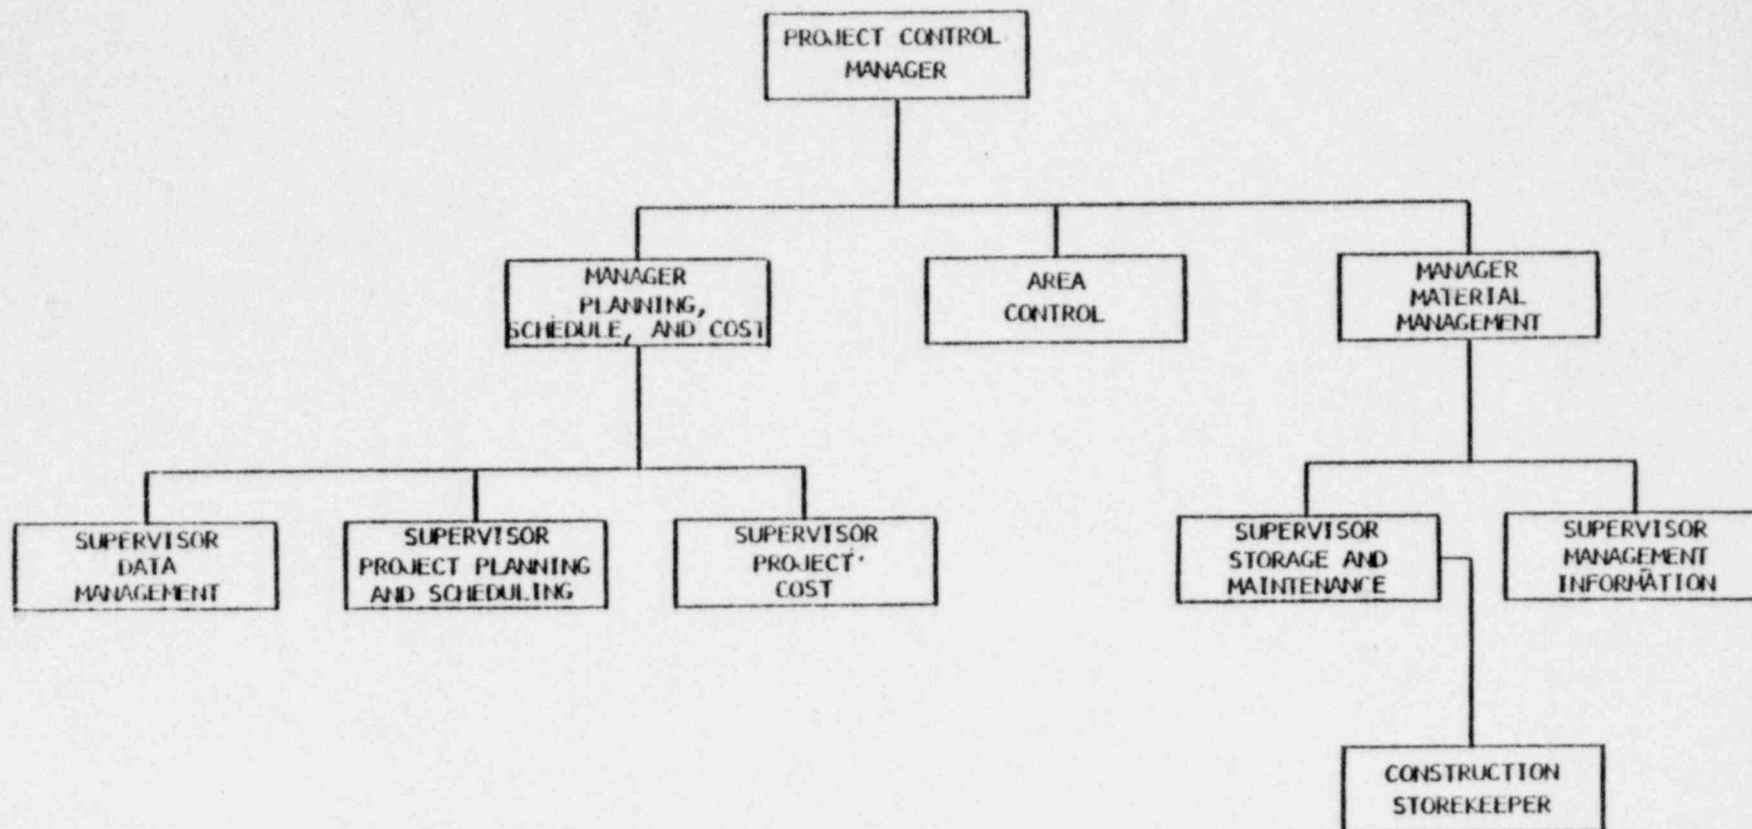 PROJECT CONTROL
MANAGER
MANAGER
PLANNING,
SCHEDULE, AND COST
AREA
CONTROL
MANAGER
MATERIAL
MANAGEMENT
SUPERVISOR
DATA
MANAGEMENT
SUPERVISOR
PROJECT PLANNING
AND SCHEDULING
SUPERVISOR
PROJECT
COST
SUPERVISOR
STORAGE AND
MAINTENANCE
SUPERVISOR
MANAGEMENT
INFORMATION
CONSTRUCTION
STOREKEEPER